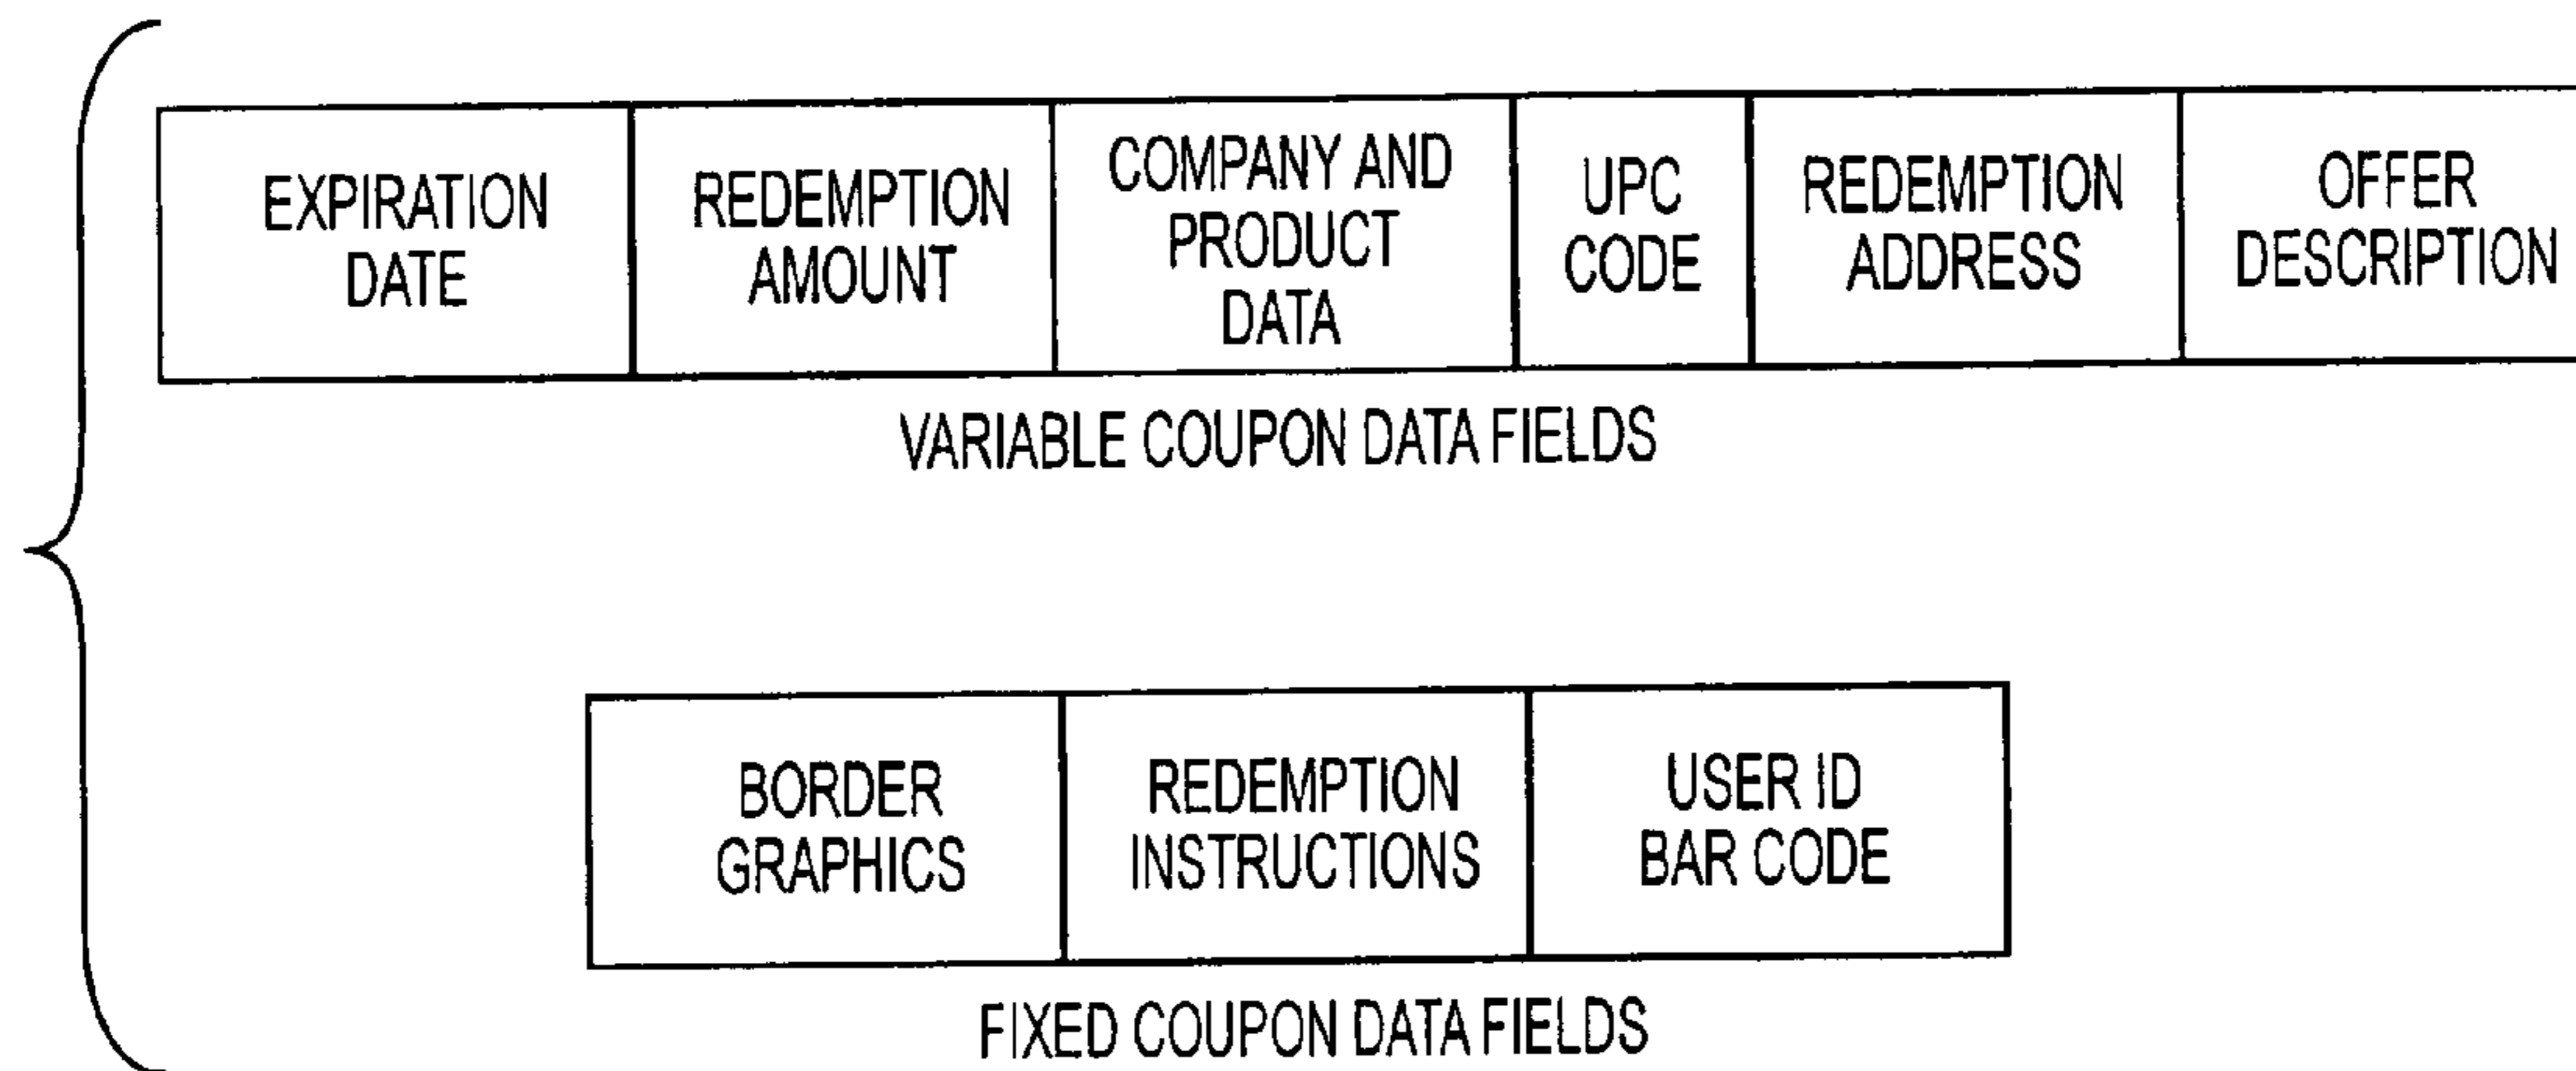 EXPIRATION
DATE
REDEMPTION
AMOUNT
COMPANY AND
PRODUCT
DATA
UPC
CODE
REDEMPTION
ADDRESS
OFFER
DESCRIPTION
VARIABLE COUPON DATA FIELDS
BORDER
GRAPHICS
REDEMPTION
INSTRUCTIONS
USER ID
BAR CODE
FIXED COUPON DATA FIELDS